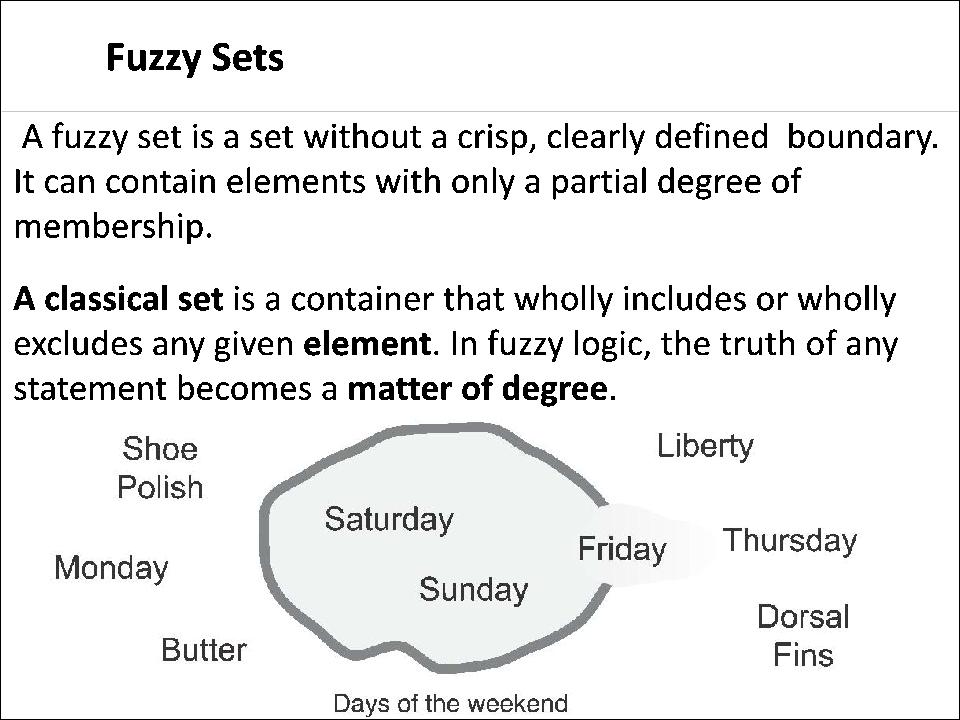 Fuzzy Sets
A fuzzy set is a set without a crisp, clearly defined boundary.
It can contain elements with only a partial degree of
membership.
A classical set is a container that wholly includes or wholly
excludes any given element. In fuzzy logic, the truth of any
statement becomes a matter of degree.
Shoe
Polish
Liberty
Saturday
Friday
Thursday
Monday
Sunday
Dorsal
Fins
Butter
Days of the weekend